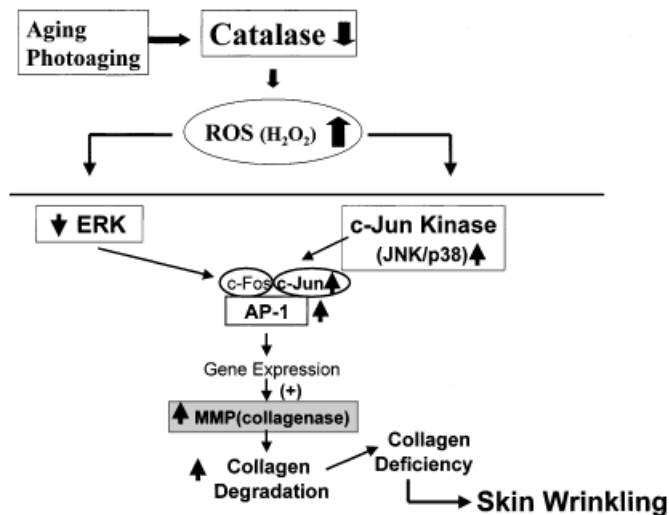 Aging
Photoaging
Catalase
ROS (H₂O₂)
ERK
c-Jun Kinase
(JNK/p38)
c-Fos
c-Jun
AP-1
Gene Expression
(+)
MMP(collagenase)
Collagen
Degradation
Collagen
Deficiency
Skin Wrinkling